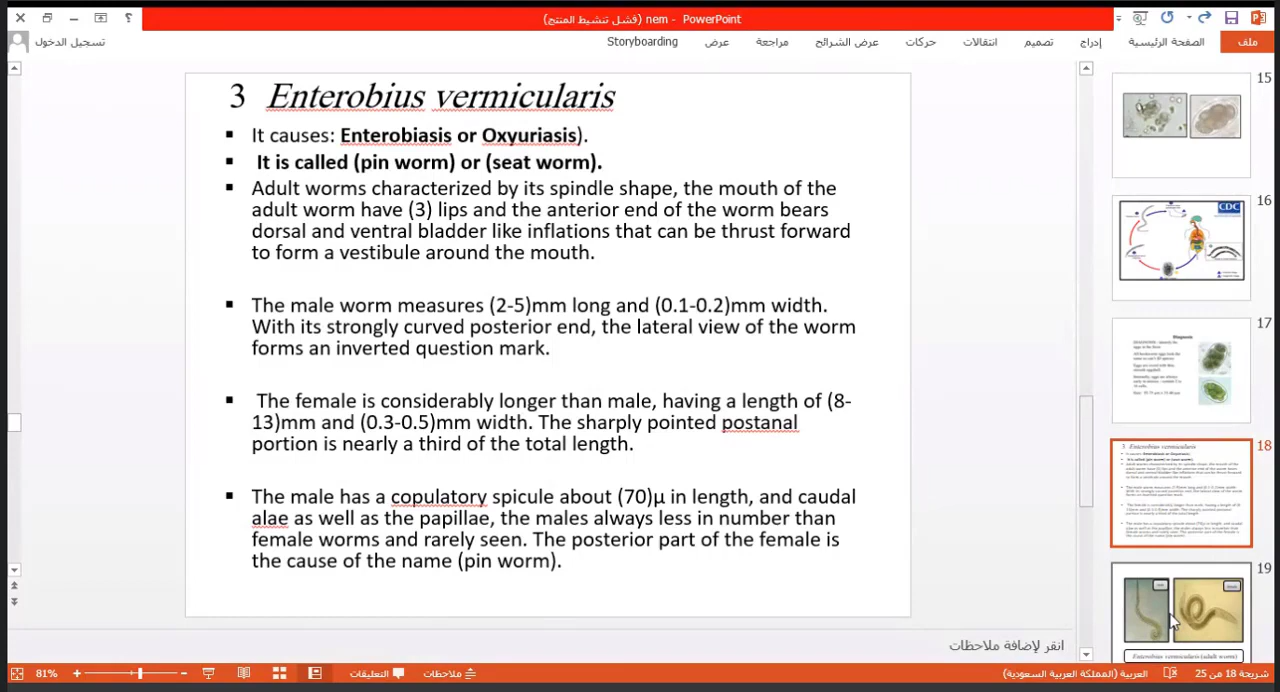 nem (فشل تنشيط المنتج) - PowerPoint
تسجيل الدخول
ملف
الصفحة الرئيسية
إدراج
تصميم
انتقالات
حركات
عرض الشرائح
مراجعة
عرض
Storyboarding
3 Enterobius vermicularis
▪ It causes: Enterobiasis or Oxyuriasis).
▪ It is called (pin worm) or (seat worm).
▪ Adult worms characterized by its spindle shape, the mouth of the
adult worm have (3) lips and the anterior end of the worm bears
dorsal and ventral bladder like inflations that can be thrust forward
to form a vestibule around the mouth.
▪ The male worm measures (2-5)mm long and (0.1-0.2)mm width.
With its strongly curved posterior end, the lateral view of the worm
forms an inverted question mark.
▪ The female is considerably longer than male, having a length of (8-
13)mm and (0.3-0.5)mm width. The sharply pointed postanal
portion is nearly a third of the total length.
▪ The male has a coppulatory spicule about (70)μ in length, and caudal
alae as well as the papillae, the males always less in number than
female worms and rarely seen. The posterior part of the female is
the cause of the name (pin worm).
15
16
CDC
17
Diagnosis
18
3 Enterobius vermicularis
19
Enterobius vermicularis (adult worm)
انقر لإضافة ملاحظات
شريحة 18 من 25
العربية (المملكة العربية السعودية)
ملاحظات
التعليقات
81%